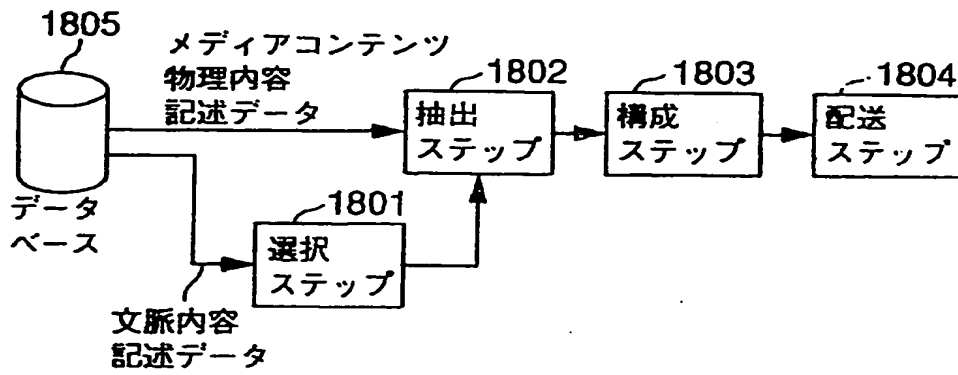 1805
メディアコンテンツ
物理内容
記述データ
1802
抽出
ステップ
1803
構成
ステップ
1804
配送
ステップ
データ
ベース
1801
選択
ステップ
文脈内容
記述データ